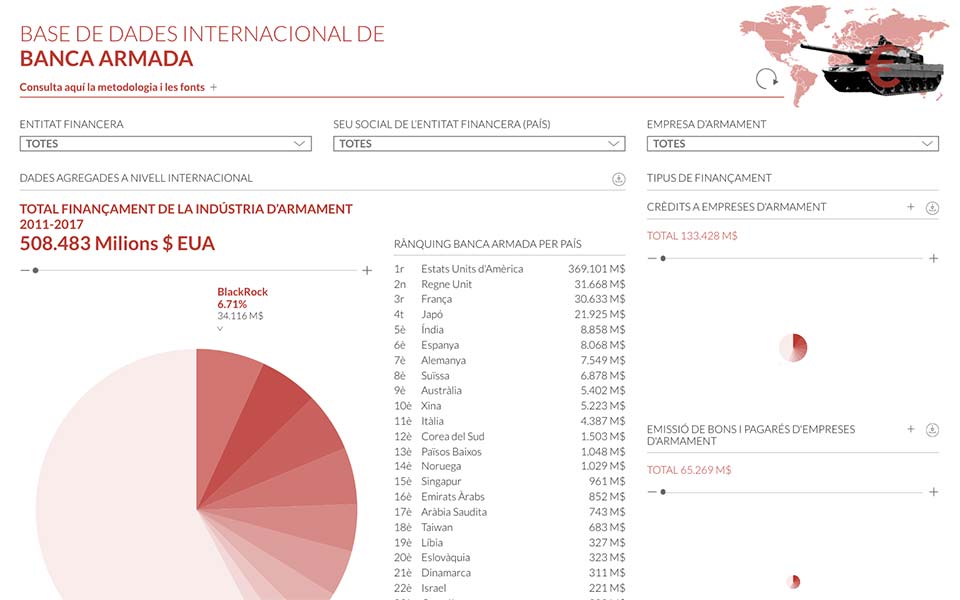 BASE DE DADES INTERNACIONAL DE
BANCA ARMADA
Consulta aquí la metodologia i les fonts +
€
ENTITAT FINANCERA
TOTES
SEU SOCIAL DE L'ENTITAT FINANCERA (PAÍS)
TOTES
EMPRESA D'ARMAMENT
TOTES
DADES AGREGADES A NIVELL INTERNACIONAL
TOTAL FINANÇAMENT DE LA INDÚSTRIA D'ARMAMENT
2011-2017
508.483 Milions $ EUA
BlackRock
6.71%
34.116 M$
RÀNQUING BANCA ARMADA PER PAÍS
1r Estats Units d'Amèrica 369.101 M$
2n Regne Unit 31.668 M$
3r França 30.633 M$
4t Japó 21.925 M$
5è Índia 8.858 M$
6è Espanya 8.068 M$
7è Alemanya 7.549 M$
8è Suïssa 6.878 M$
9è Austràlia 5.402 M$
10è Xina 5.223 M$
11è Itàlia 4.387 M$
12è Corea del Sud 1.503 M$
13è Països Baixos 1.048 M$
14è Noruega 1.029 M$
15è Singapur 961 M$
16è Emirats Àrabs 852 M$
17è Aràbia Saudita 743 M$
18è Taiwan 683 M$
19è Líbia 327 M$
20è Eslovàquia 323 M$
21è Dinamarca 311 M$
22è Israel 221 M$
TIPUS DE FINANÇAMENT
CRÈDITS A EMPRESES D'ARMAMENT +
TOTAL 133.428 M$
EMISSIÓ DE BONS I PAGARÉS D'EMPRESES +
D'ARMAMENT
TOTAL 65.269 M$